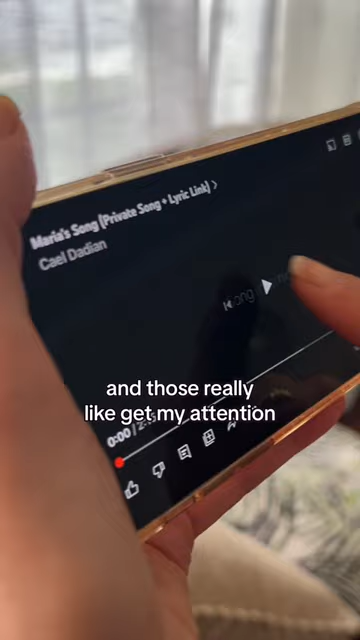 Maria's Song (Private Song + Lyric Link)
Cael Dadian
and those really
like get my attention
0:00